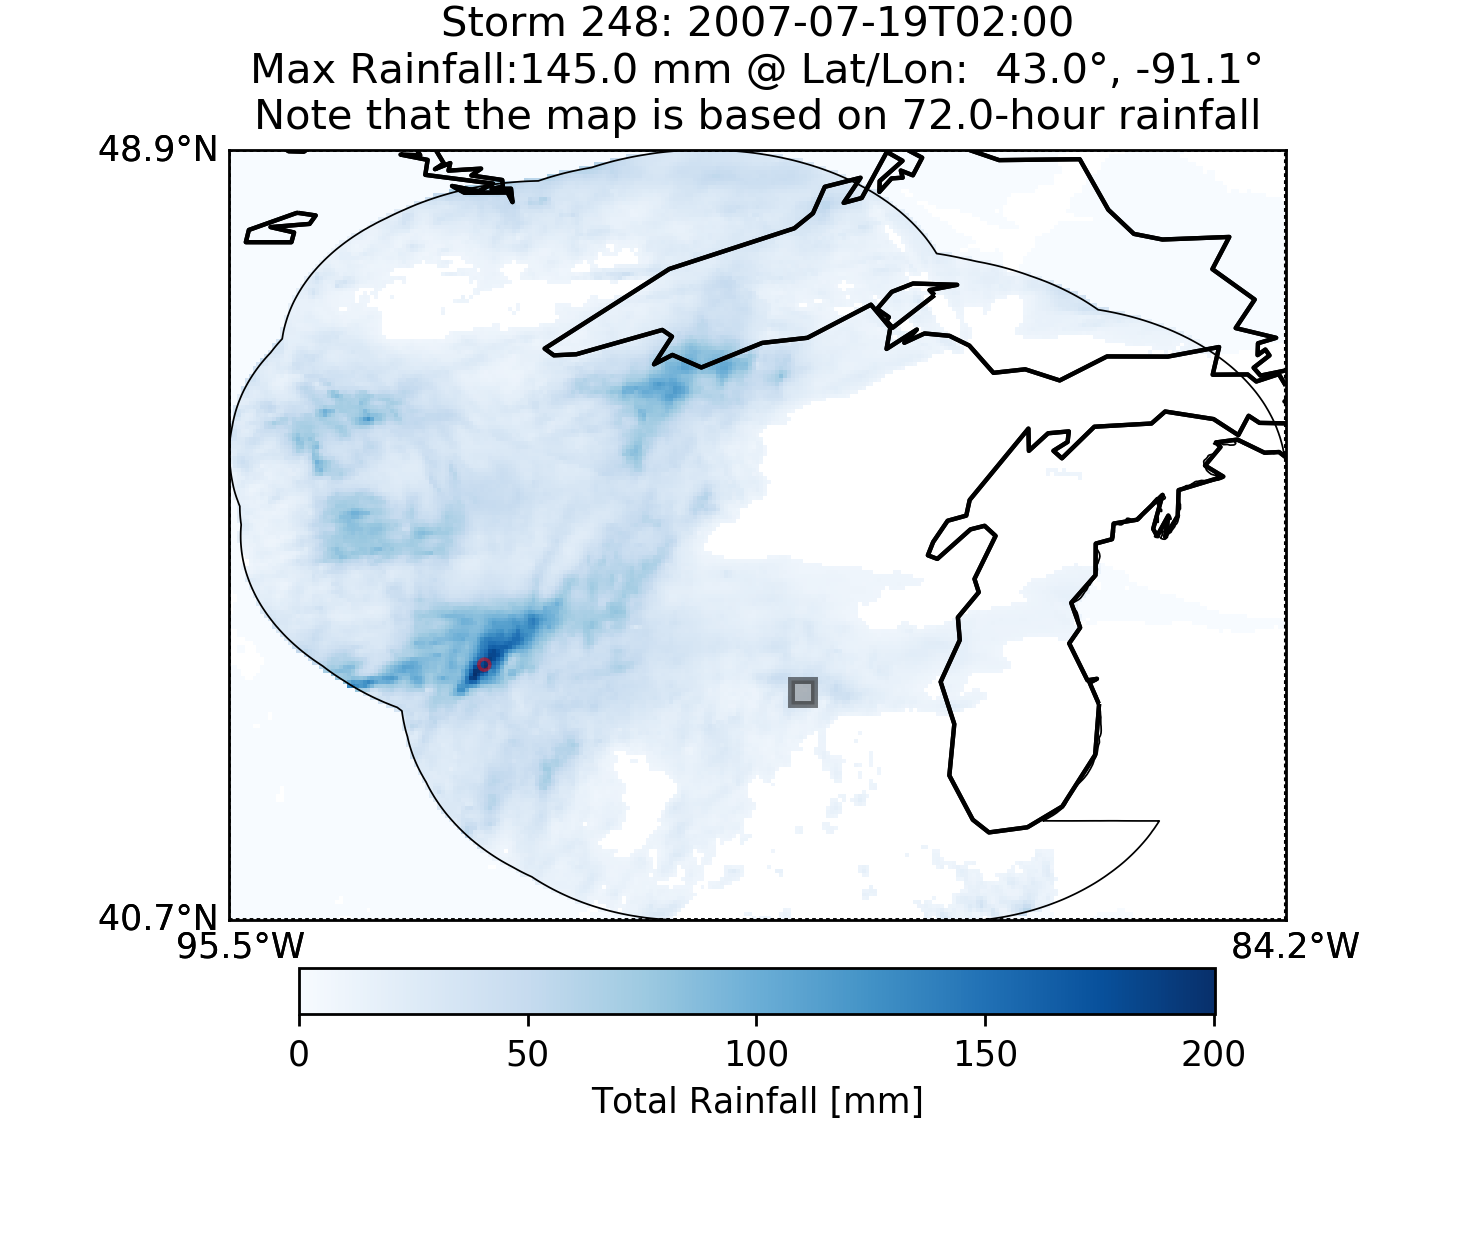 Storm 248: 2007-07-19T02:00
Max Rainfall:145.0 mm @ Lat/Lon:  43.0°, -91.1°
Note that the map is based on 72.0-hour rainfall
48.9°N
40.7°N
95.5°W 84.2°W
0 50 100 150 200
Total Rainfall [mm]